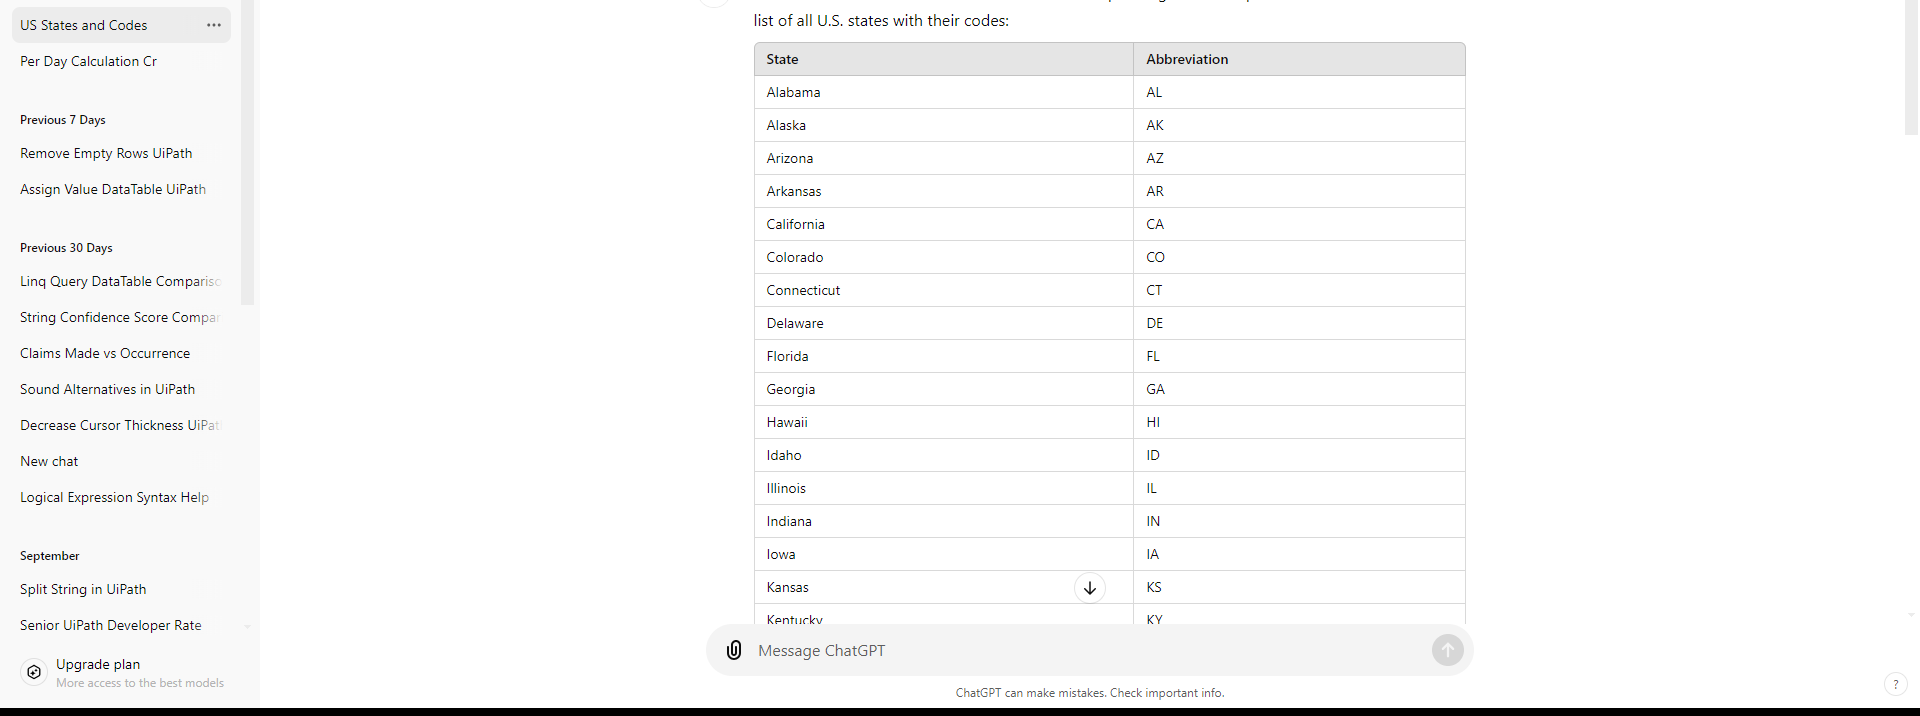 US States and Codes
Per Day Calculation Cr
Previous 7 Days
Remove Empty Rows UiPath
Assign Value DataTable UiPath
Previous 30 Days
Linq Query DataTable Comparisc
String Confidence Score Compar
Claims Made vs Occurrence
Sound Alternatives in UiPath
Decrease Cursor Thickness UiPat
New chat
Logical Expression Syntax Help
September
Split String in UiPath
Senior UiPath Developer Rate
Upgrade plan
More access to the best models
list of all U.S. states with their codes:
State Abbreviation
Alabama AL
Alaska AK
Arizona AZ
Arkansas AR
California CA
Colorado CO
Connecticut CT
Delaware DE
Florida FL
Georgia GA
Hawaii HI
Idaho ID
Illinois IL
Indiana IN
Iowa IA
Kansas KS
Kentucky KY
Message ChatGPT
ChatGPT can make mistakes. Check important info.
?